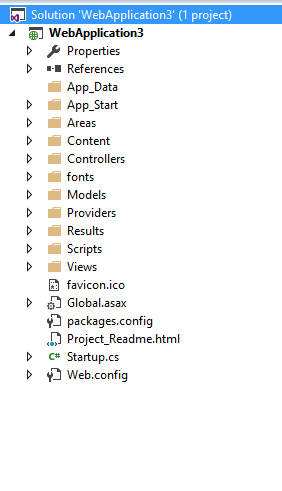 Solution 'WebApplication3' (1 project)
WebApplication3
Properties
References
App_Data
App_Start
Areas
Content
Controllers
fonts
Models
Providers
Results
Scripts
Views
favicon.ico
Global.asax
packages.config
Project_Readme.html
C# Startup.cs
Web.config